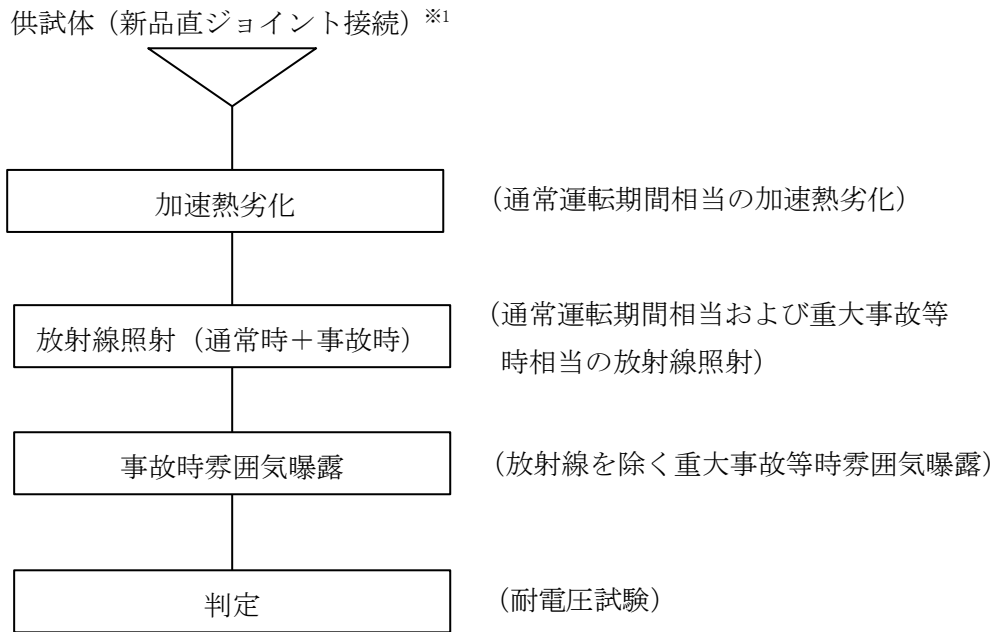 供試体（新品直ジョイント接続）※1
加速熱劣化
（通常運転期間相当の加速熱劣化）
放射線照射（通常時＋事故時）
（通常運転期間相当および重大事故等
時相当の放射線照射）
事故時雰囲気曝露
（放射線を除く重大事故等時雰囲気曝露）
判定
（耐電圧試験）